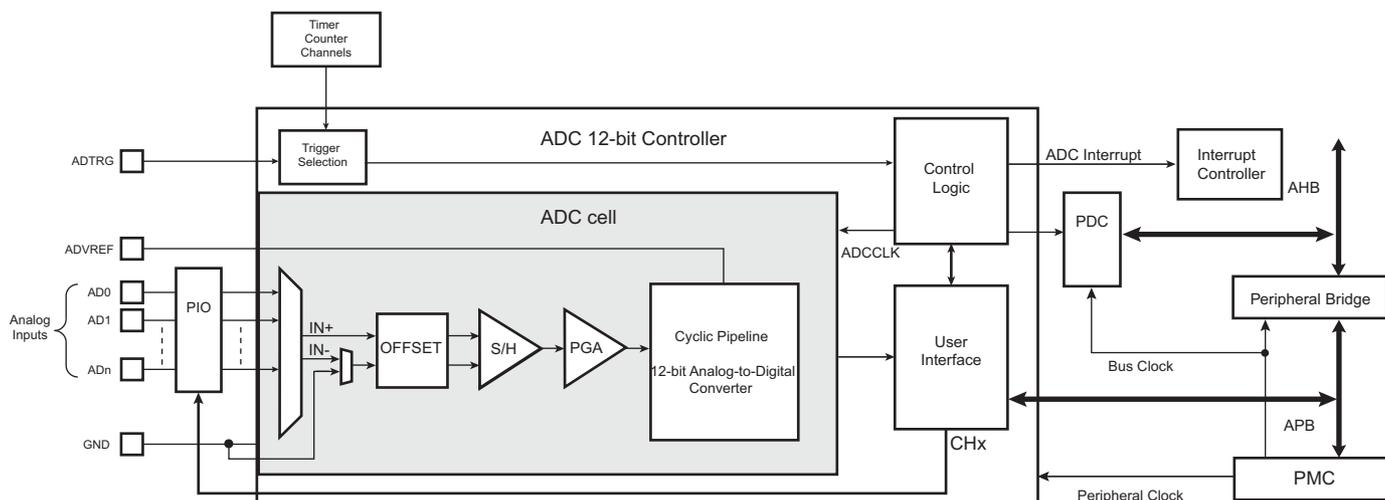 Timer
Counter
Channels
ADC 12-bit Controller
ADTRG
Trigger
Selection
Control
Logic
ADC Interrupt
Interrupt
Controller
AHB
ADC cell
PDC
ADVREF
ADCCLK
AD0
PIO
Peripheral Bridge
Analog
Inputs
AD1
IN+
OFFSET
S/H
PGA
Cyclic Pipeline
12-bit Analog-to-Digital
Converter
User
Interface
IN-
ADn
Bus Clock
APB
GND
CHx
PMC
Peripheral Clock